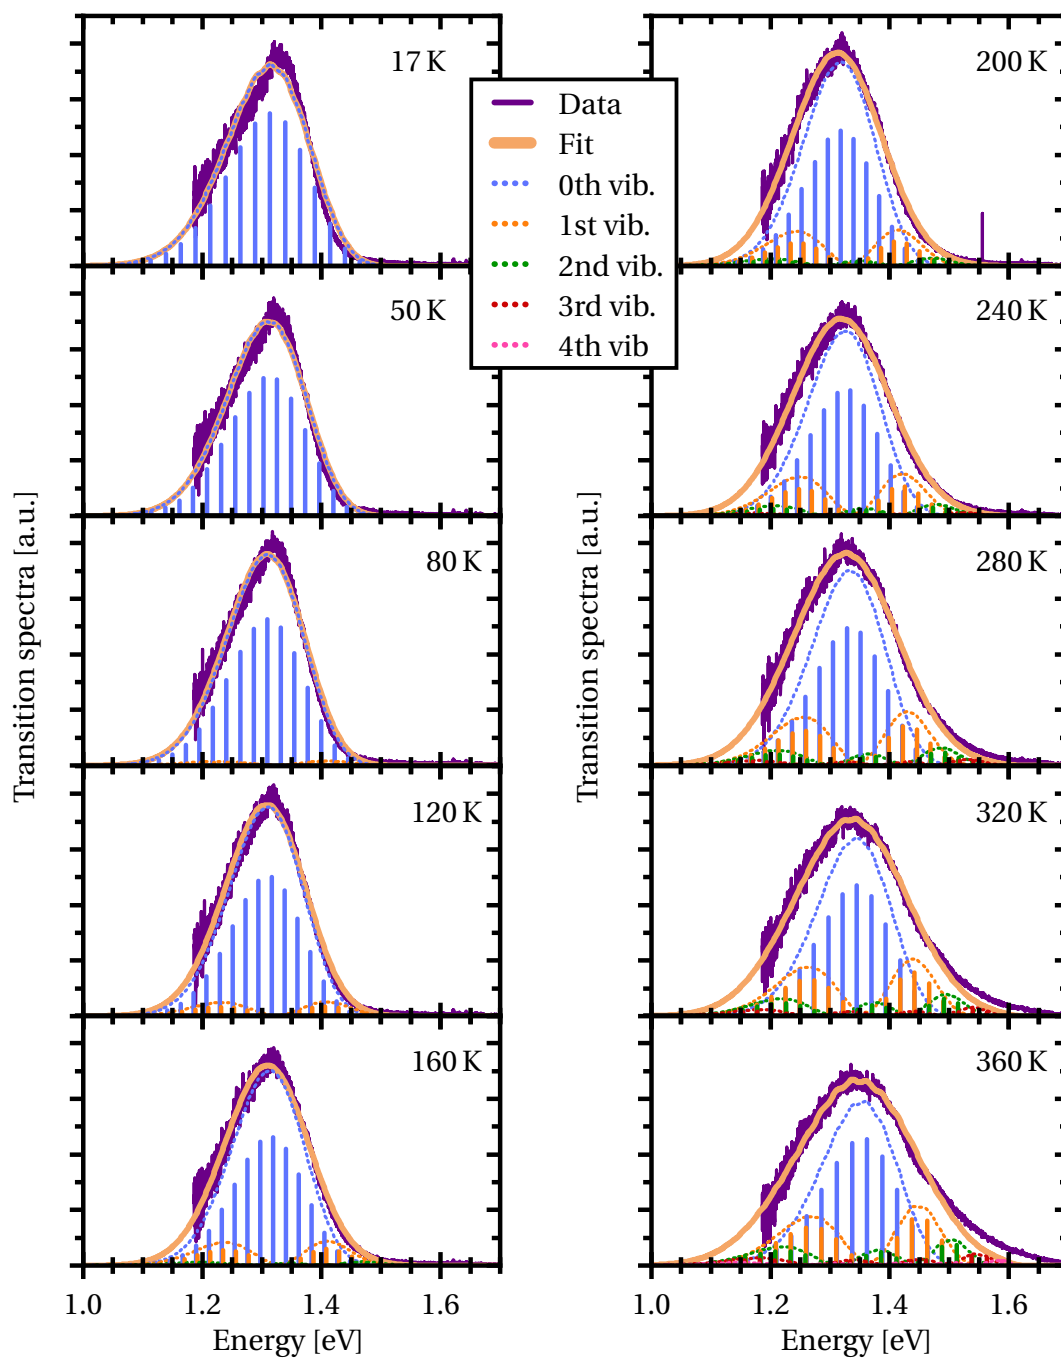 17 K
200 K
Data
Fit
0th vib.
1st vib.
2nd vib.
3rd vib.
4th vib
50 K
240 K
80 K
280 K
120 K
320 K
160 K
360 K
Transition spectra [a.u.]
Transition spectra [a.u.]
1.0 1.2 1.4 1.6
1.0 1.2 1.4 1.6
Energy [eV]
Energy [eV]